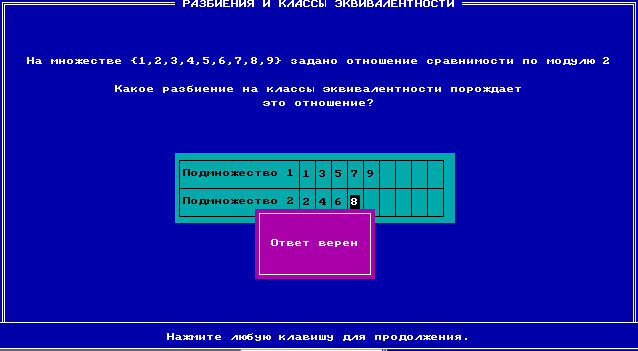 РАЗБИЕНИЯ И КЛАССЫ ЭКВИВАЛЕНТНОСТИ
На множестве {1,2,3,4,5,6,7,8,9} задано отношение сравнимости по модулю 2
Какое разбиение на классы эквивалентности порождает
это отношение?
Подмножество 1 1 3 5 7 9
Подмножество 2 2 4 6 8
Ответ верен
Нажмите любую клавишу для продолжения.